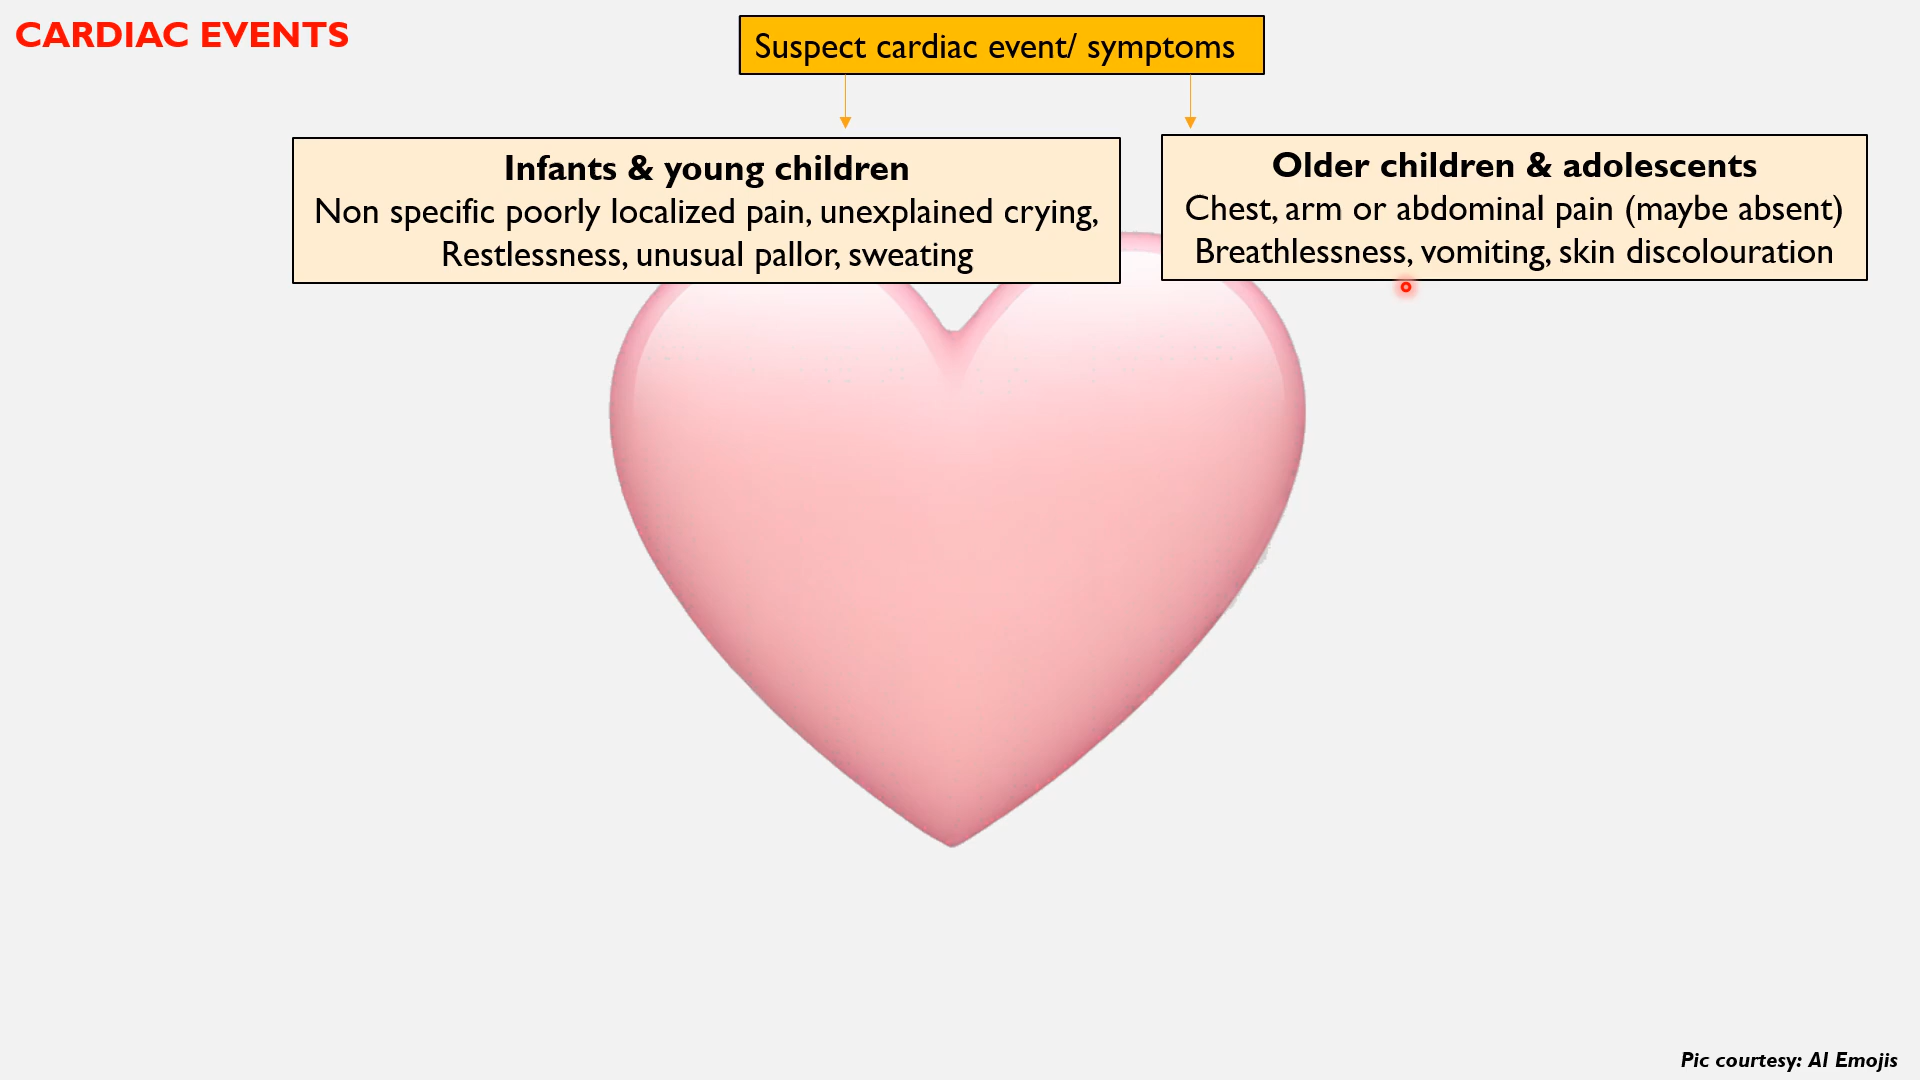 CARDIAC EVENTS
Suspect cardiac event/ symptoms
Infants & young children
Non specific poorly localized pain, unexplained crying,
Restlessness, unusual pallor, sweating
Older children & adolescents
Chest, arm or abdominal pain (maybe absent)
Breathlessness, vomiting, skin discolouration
Pic courtesy: AI Emojis